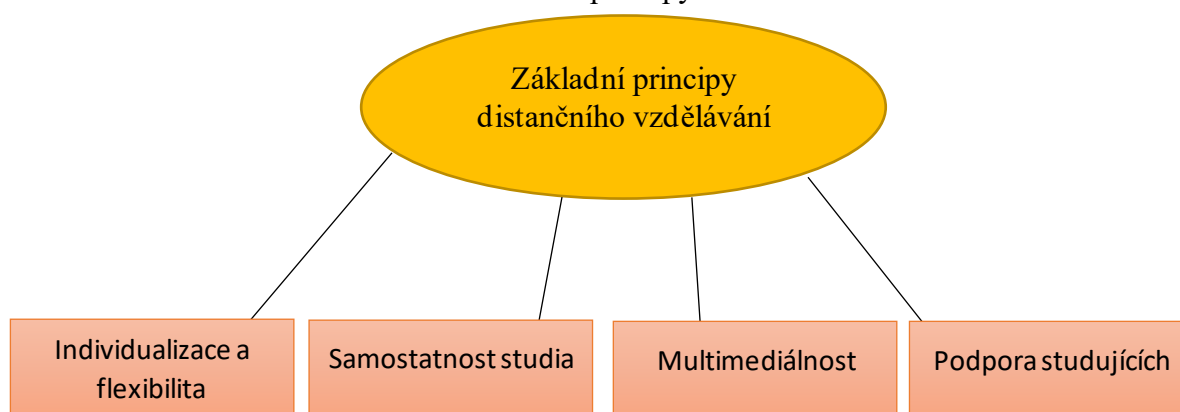 Základní principy
distančního vzdělávání
Individualizace a
flexibilita
Samostatnost studia
Multimediálnost
Podpora studujících